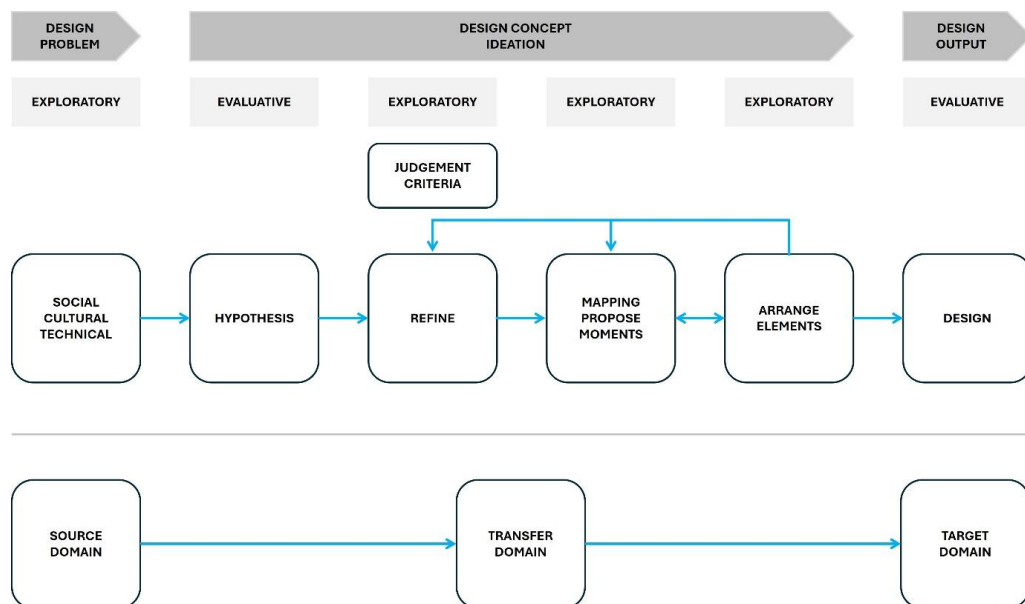 DESIGN
PROBLEM
DESIGN CONCEPT
IDEATION
DESIGN
OUTPUT
EXPLORATORY
EVALUATIVE
EXPLORATORY
EXPLORATORY
EXPLORATORY
EVALUATIVE
JUDGEMENT
CRITERIA
SOCIAL
CULTURAL
TECHNICAL
HYPOTHESIS
REFINE
MAPPING
PROPOSE
MOMENTS
ARRANGE
ELEMENTS
DESIGN
SOURCE
DOMAIN
TRANSFER
DOMAIN
TARGET
DOMAIN